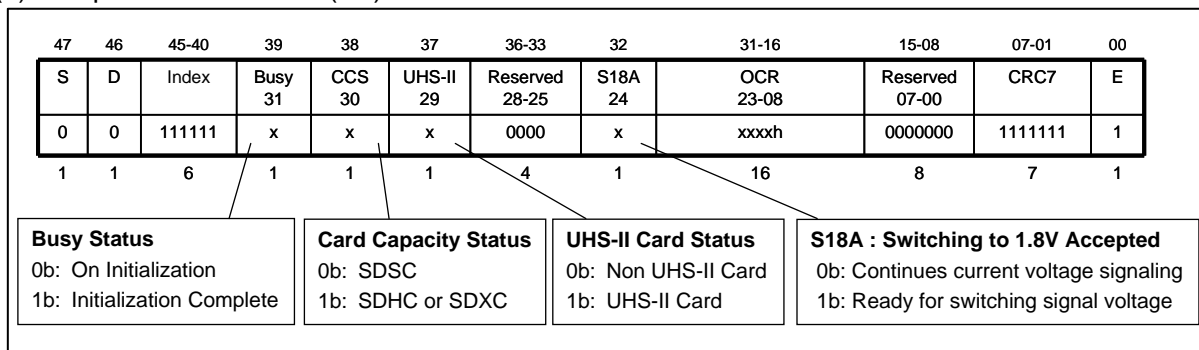 47 46 45-40 39 38 37 36-33 32 31-16 15-08 07-01 00
S D Index Busy CCS UHS-II Reserved S18A OCR Reserved CRC7 E
31 30 29 28-25 24 23-08 07-00
0 0 111111 x x x 0000 x xxxxh 0000000 1111111 1
1 1 6 1 1 1 4 1 16 8 7 1
Busy Status
0b: On Initialization
1b: Initialization Complete
Card Capacity Status
0b: SDSC
1b: SDHC or SDXC
UHS-II Card Status
0b: Non UHS-II Card
1b: UHS-II Card
S18A : Switching to 1.8V Accepted
0b: Continues current voltage signaling
1b: Ready for switching signal voltage